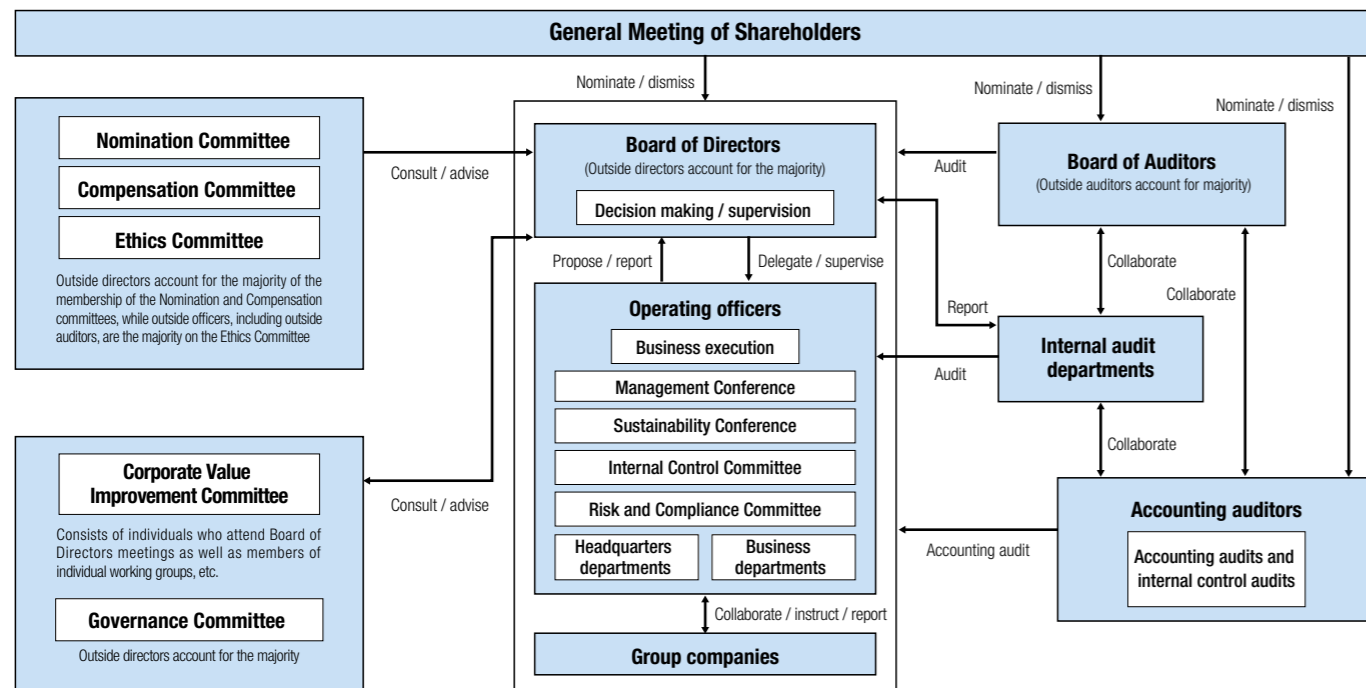 General Meeting of Shareholders
Nominate / dismiss
Nominate / dismiss
Nominate / dismiss
Nomination Committee
Compensation Committee
Ethics Committee
Outside directors account for the majority of the
membership of the Nomination and Compensation
committees, while outside officers, including outside
auditors, are the majority on the Ethics Committee
Consult / advise
Board of Directors
(Outside directors account for the majority)
Decision making / supervision
Audit
Board of Auditors
(Outside auditors account for majority)
Propose / report
Delegate / supervise
Collaborate
Collaborate
Report
Operating officers
Business execution
Management Conference
Sustainability Conference
Internal Control Committee
Risk and Compliance Committee
Headquarters
departments
Business
departments
Audit
Internal audit
departments
Collaborate
Corporate Value
Improvement Committee
Consists of individuals who attend Board of
Directors meetings as well as members of
individual working groups, etc.
Governance Committee
Outside directors account for the majority
Consult / advise
Accounting audit
Accounting auditors
Accounting audits and
internal control audits
Collaborate / instruct / report
Group companies